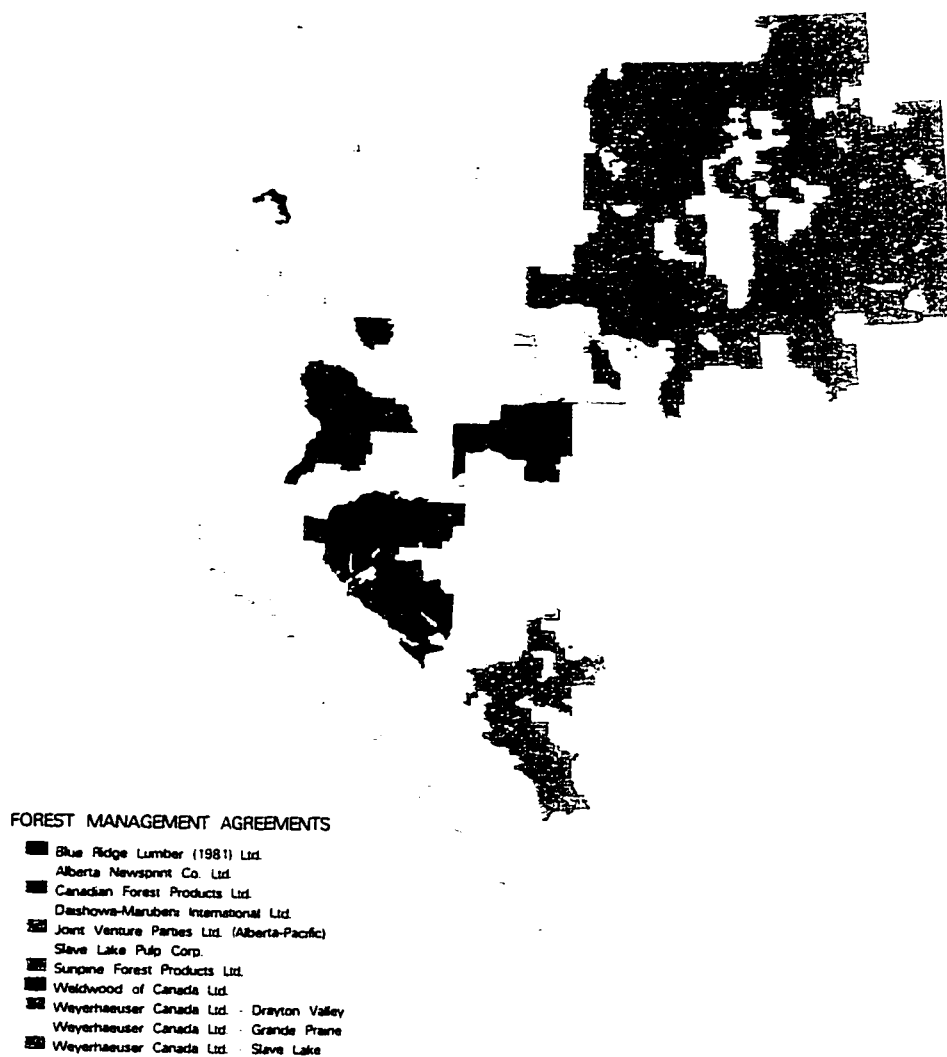 FOREST MANAGEMENT AGREEMENTS
Blue Ridge Lumber (1981) Ltd.
Alberta Newsprint Co. Ltd.
Canadian Forest Products Ltd.
Daishowa-Marubeni International Ltd.
Joint Venture Parties Ltd. (Alberta-Pacific)
Slave Lake Pulp Corp.
Sunpine Forest Products Ltd.
Weldwood of Canada Ltd.
Weyerhaeuser Canada Ltd. - Drayton Valley
Weyerhaeuser Canada Ltd. - Grande Prairie
Weyerhaeuser Canada Ltd. - Slave Lake